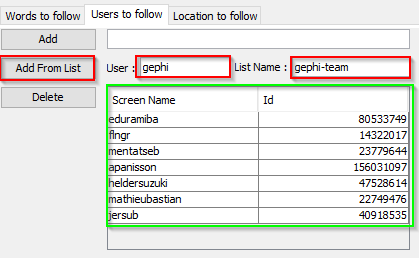 Words to follow Users to follow Location to follow
Add
Add From List User : gephi List Name : gephi-team
Delete
Screen Name Id
eduramiba 80533749
flngr 14322017
mentatseb 23779644
apanisson 156031097
heldersuzuki 47528614
mathieubastian 22749476
jersub 40918535